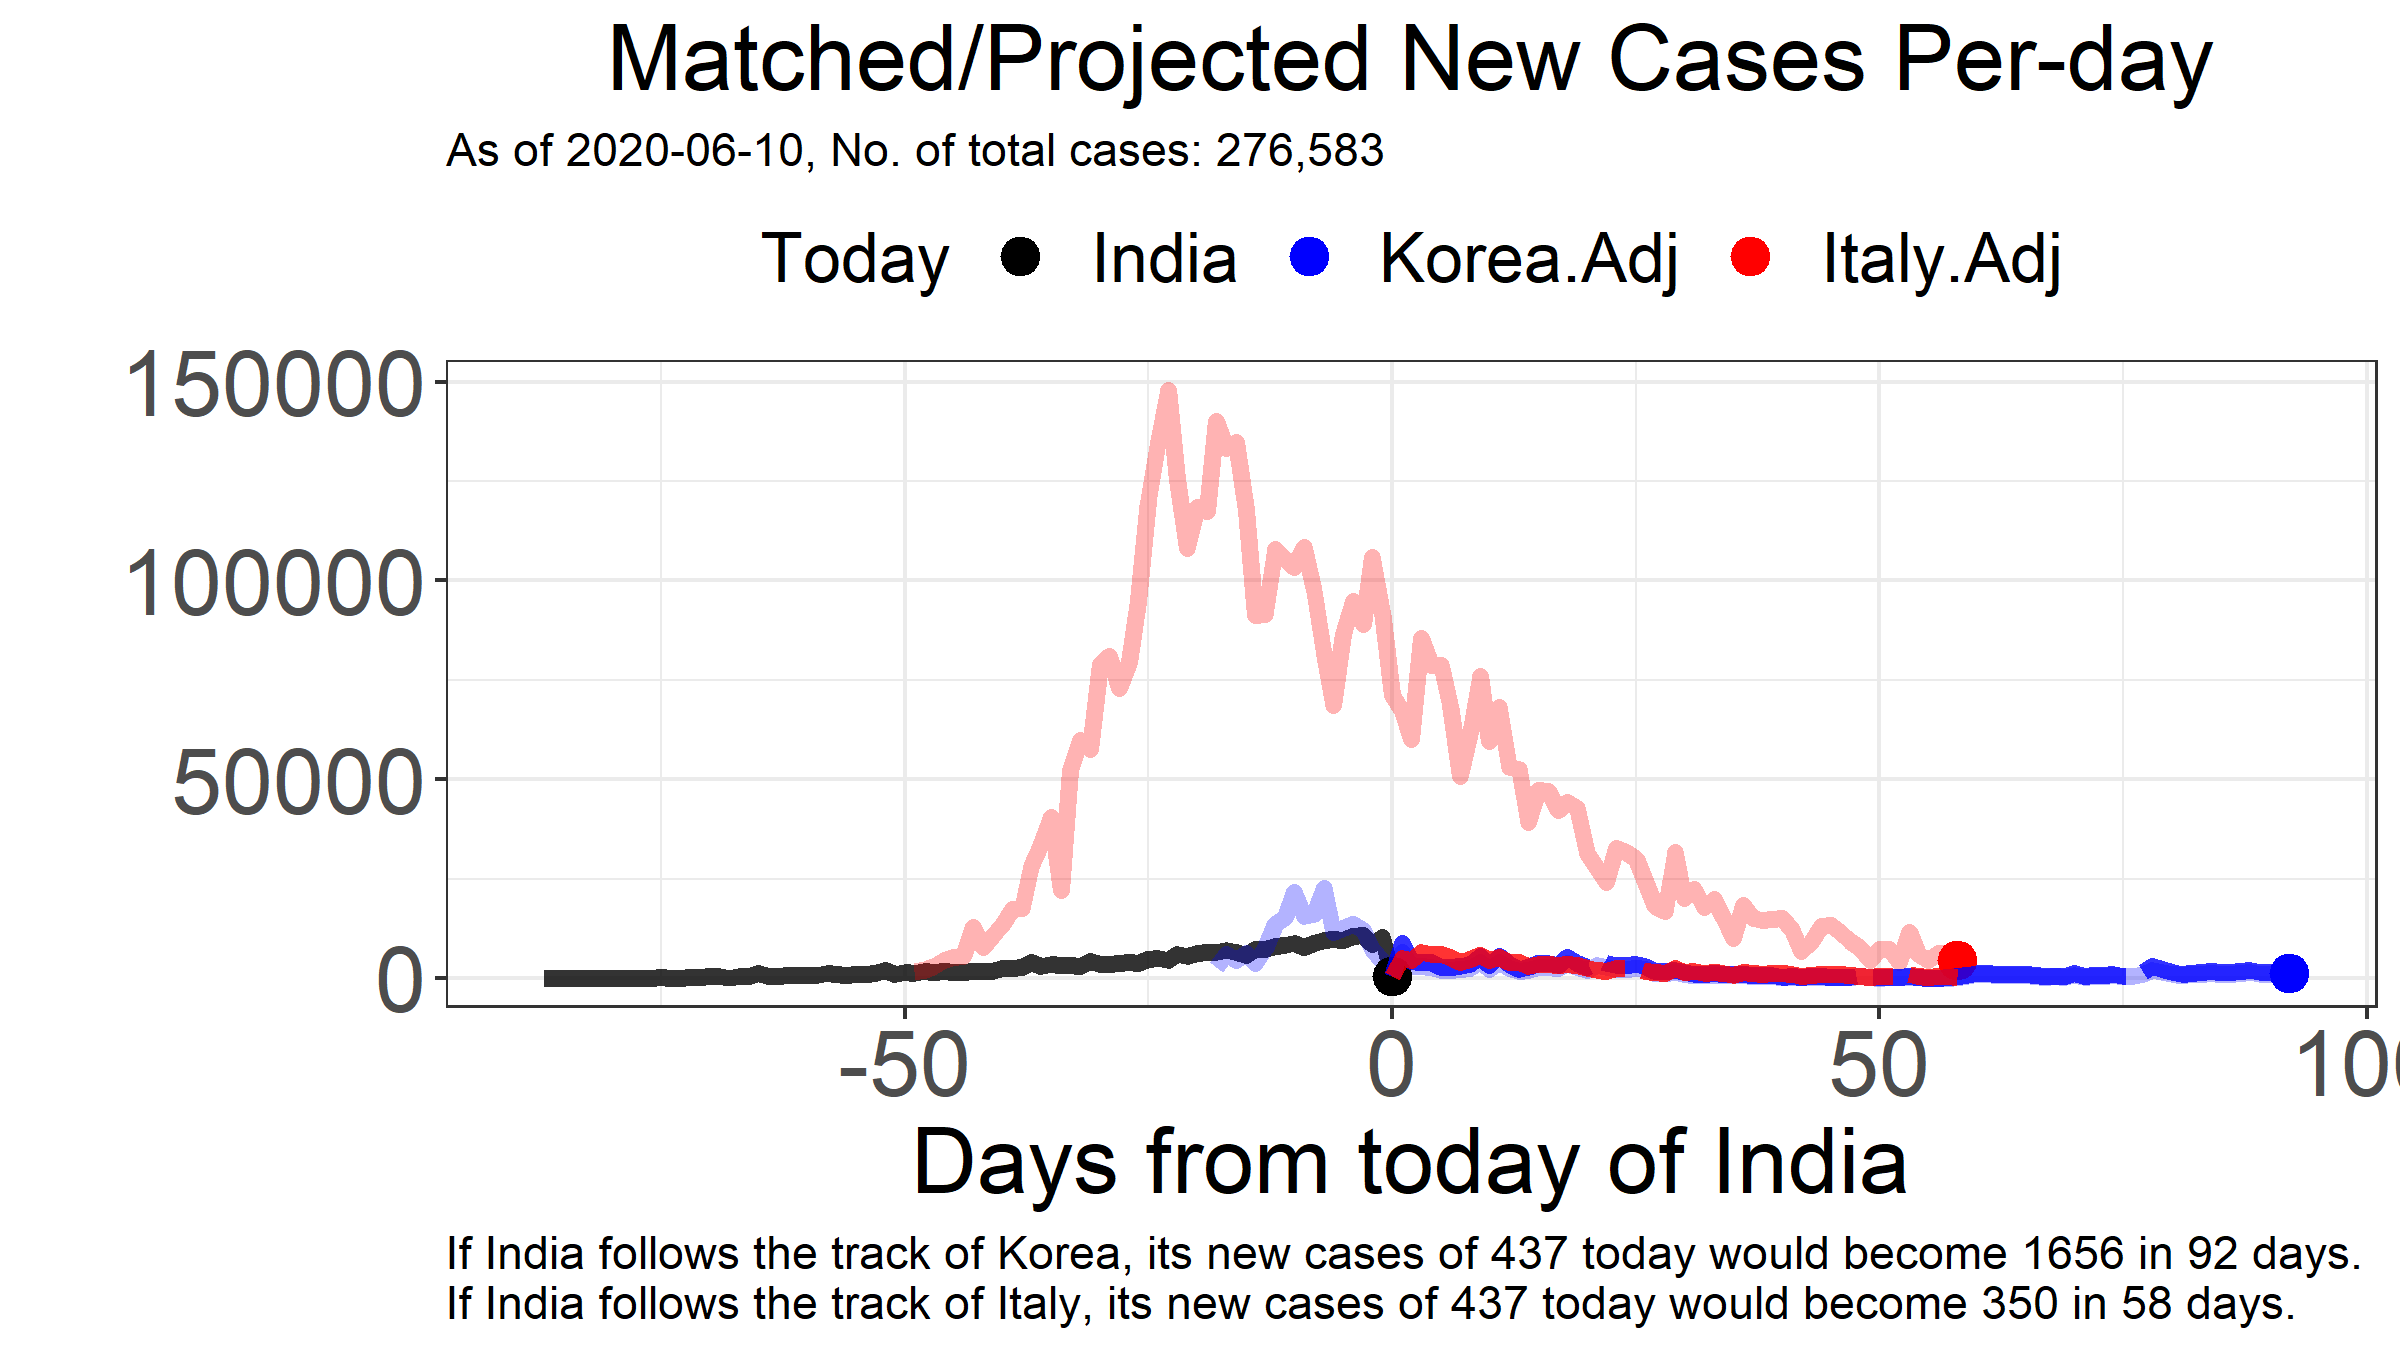 Matched/Projected New Cases Per-day
As of 2020-06-10, No. of total cases: 276,583
Today India Korea.Adj Italy.Adj
150000
100000
50000
0
-50 0 50 100
Days from today of India
If India follows the track of Korea, its new cases of 437 today would become 1656 in 92 days.
If India follows the track of Italy, its new cases of 437 today would become 350 in 58 days.